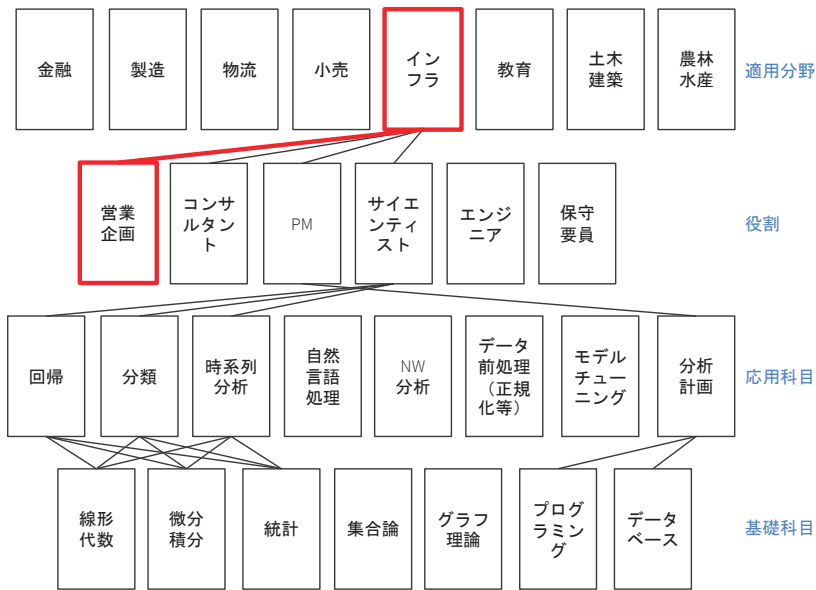 金融
製造
物流
小売
イン
フラ
教育
土木
建築
農林
水産
適用分野
営業
企画
コンサ
ルタン
ト
PM
サイエ
ンティ
スト
エンジ
ニア
保守
要員
役割
回帰
分類
時系列
分析
自然
言語
処理
NW
分析
データ
前処理
（正規
化等）
モデル
チュー
ニング
分析
計画
応用科目
線形
代数
微分
積分
統計
集合論
グラフ
理論
プログ
ラミン
グ
データ
ベース
基礎科目